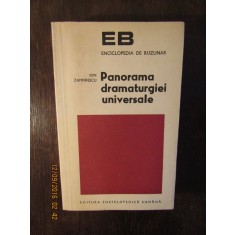 EB
ENCICLOPEDIA DE BUZUNAR
ION
ZAMFIRESCU
Panorama
dramaturgiei
universale
EDITURA ENCICLOPEDICĂ ROMÂNĂ
12/09/2016 02:42